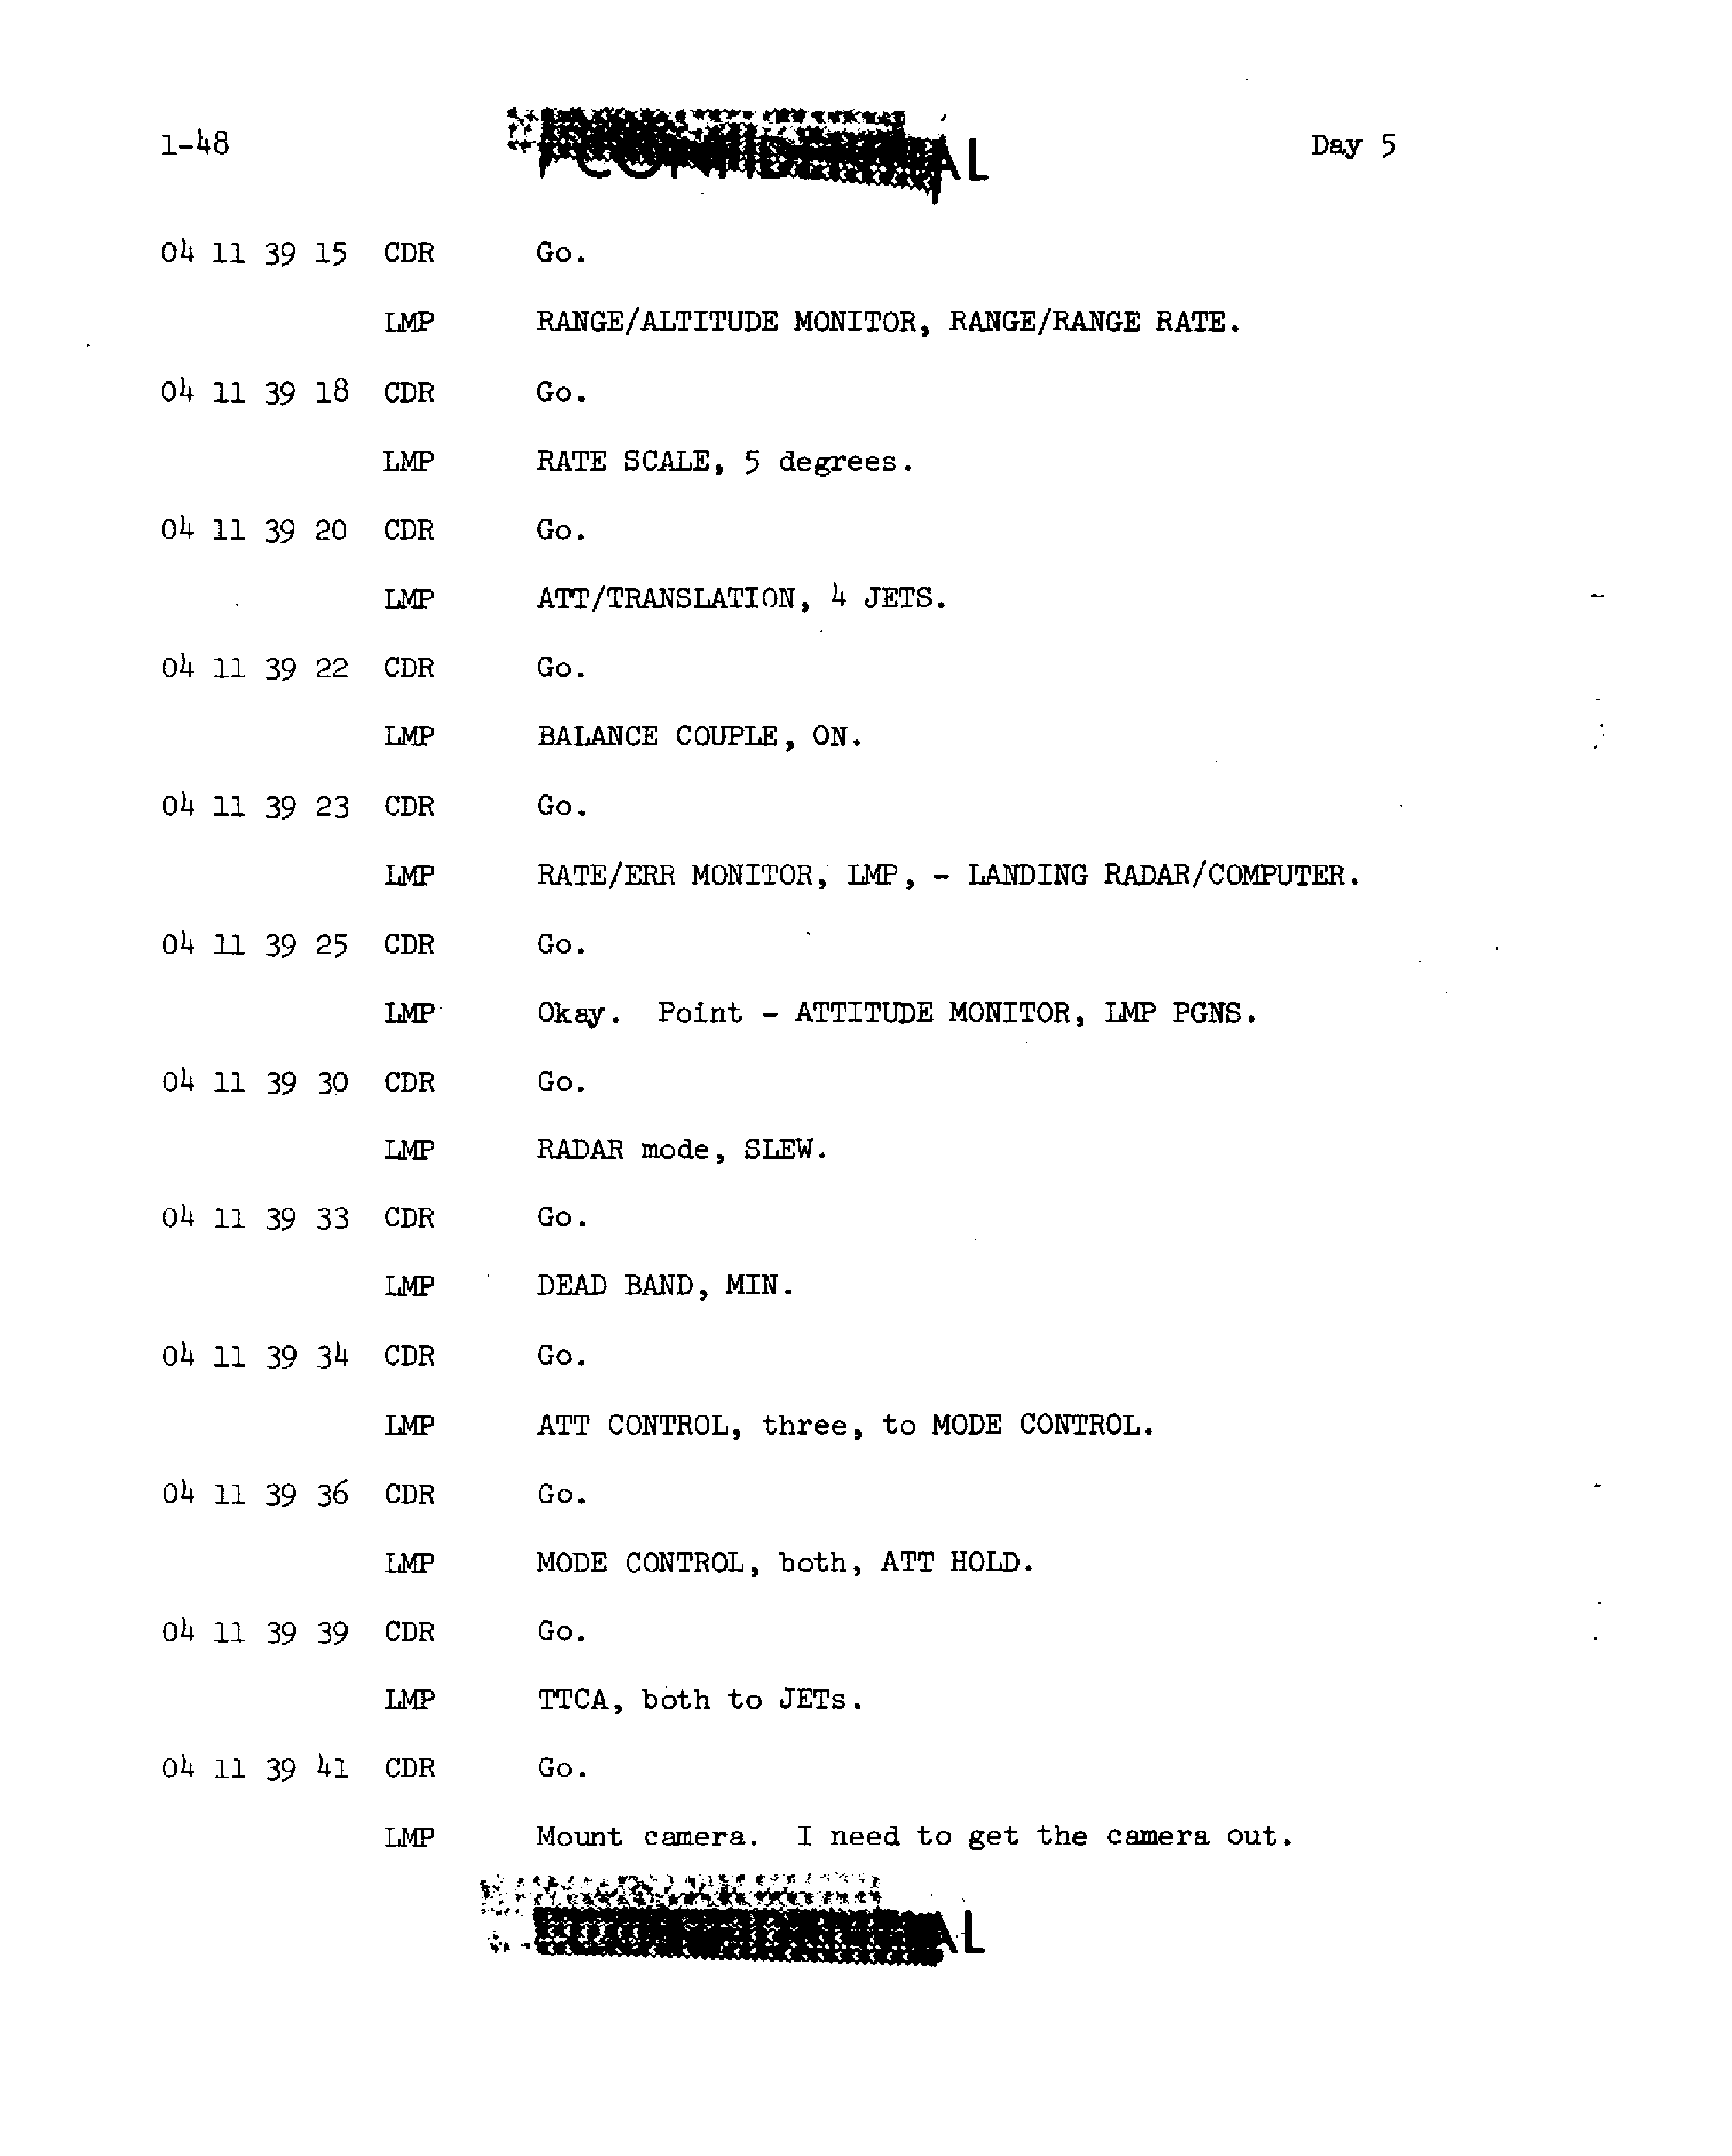 1-48
CONFIDENTIAL
Day 5
04 11 39 15 CDR Go.
LMP RANGE/ALTITUDE MONITOR, RANGE/RANGE RATE.
04 11 39 18 CDR Go.
LMP RATE SCALE, 5 degrees.
04 11 39 20 CDR Go.
LMP ATT/TRANSLATION, 4 JETS.
04 11 39 22 CDR Go.
LMP BALANCE COUPLE, ON.
04 11 39 23 CDR Go.
LMP RATE/ERR MONITOR, LMP, - LANDING RADAR/COMPUTER.
04 11 39 25 CDR Go.
LMP Okay. Point - ATTITUDE MONITOR, LMP PGNS.
04 11 39 30 CDR Go.
LMP RADAR mode, SLEW.
04 11 39 33 CDR Go.
LMP DEAD BAND, MIN.
04 11 39 34 CDR Go.
LMP ATT CONTROL, three, to MODE CONTROL.
04 11 39 36 CDR Go.
LMP MODE CONTROL, both, ATT HOLD.
04 11 39 39 CDR Go.
LMP TTCA, both to JETs.
04 11 39 41 CDR Go.
LMP Mount camera. I need to get the camera out.
CONFIDENTIAL